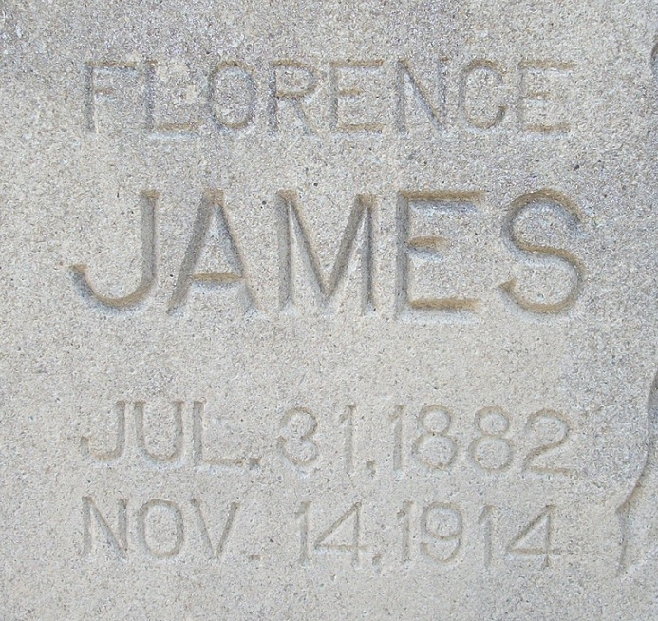 FLORENCE
JAMES
JUL. 31, 1882
NOV. 14, 1914